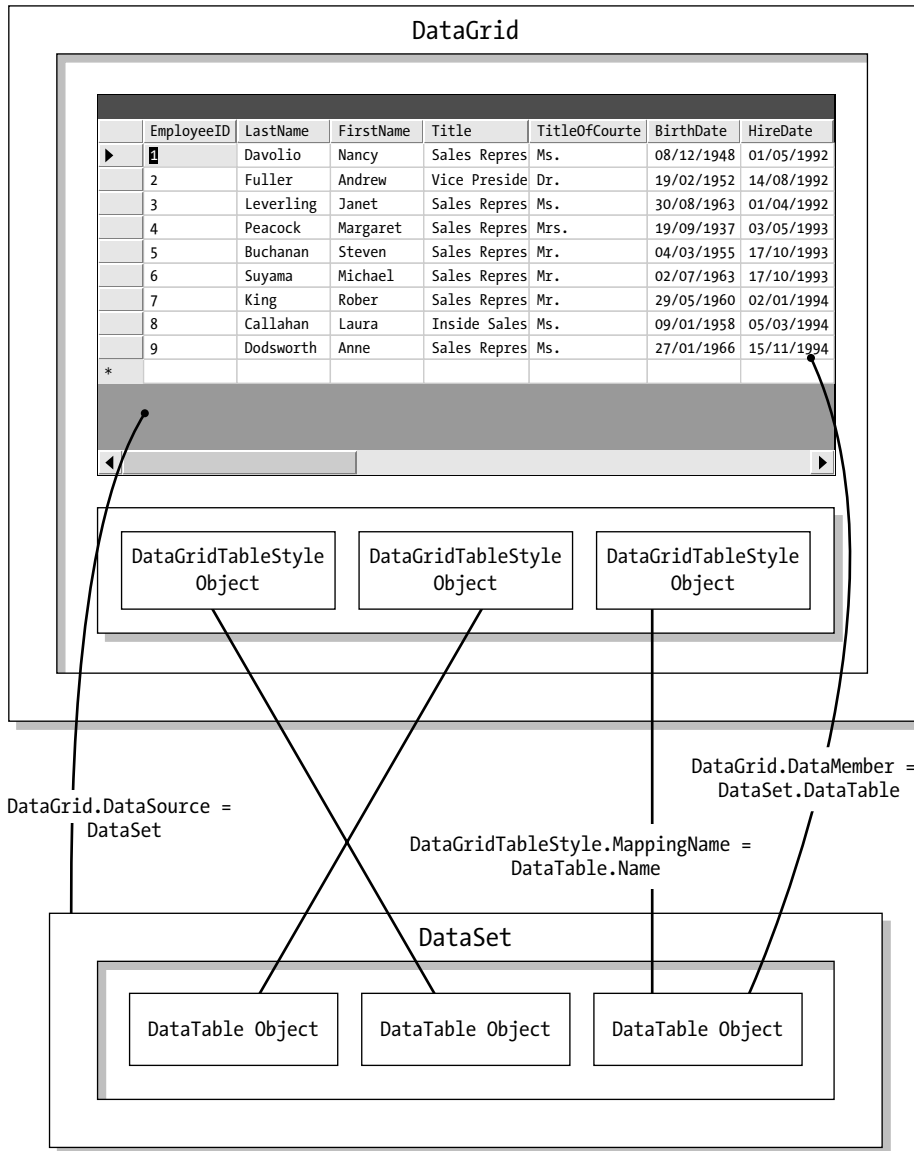 DataGrid
EmployeeID LastName FirstName Title TitleOfCourte BirthDate HireDate
1 Davolio Nancy Sales Repres Ms. 08/12/1948 01/05/1992
2 Fuller Andrew Vice Preside Dr. 19/02/1952 14/08/1992
3 Leverling Janet Sales Repres Ms. 30/08/1963 01/04/1992
4 Peacock Margaret Sales Repres Mrs. 19/09/1937 03/05/1993
5 Buchanan Steven Sales Repres Mr. 04/03/1955 17/10/1993
6 Suyama Michael Sales Repres Mr. 02/07/1963 17/10/1993
7 King Rober Sales Repres Mr. 29/05/1960 02/01/1994
8 Callahan Laura Inside Sales Ms. 09/01/1958 05/03/1994
9 Dodsworth Anne Sales Repres Ms. 27/01/1966 15/11/1994
*
DataGridTableStyle
Object
DataGridTableStyle
Object
DataGridTableStyle
Object
DataGrid.DataSource =
DataSet
DataGridTableStyle.MappingName =
DataTable.Name
DataGrid.DataMember =
DataSet.DataTable
DataSet
DataTable Object
DataTable Object
DataTable Object